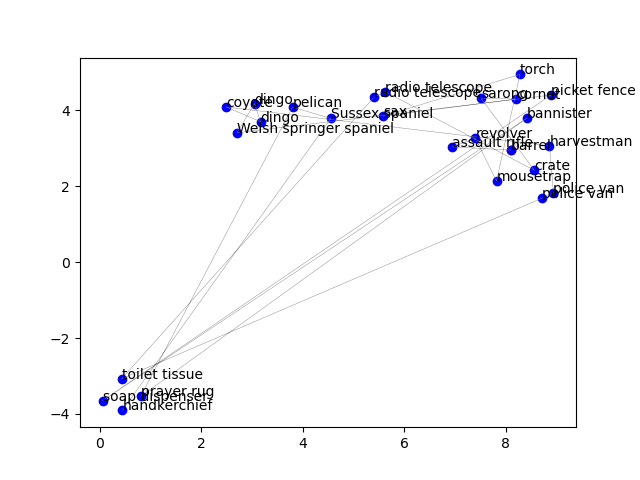 torch
radio telescope
radio telescope
sarong
cornet
picket fence
coyote
dingo
pelican
Sussex spaniel
sax
bannister
dingo
Welsh springer spaniel
revolver
assault rifle
barrel
harvestman
crate
mousetrap
police van
police van
toilet tissue
prayer rug
soap dispenser
handkerchief
4
2
0
−2
−4
0
2
4
6
8